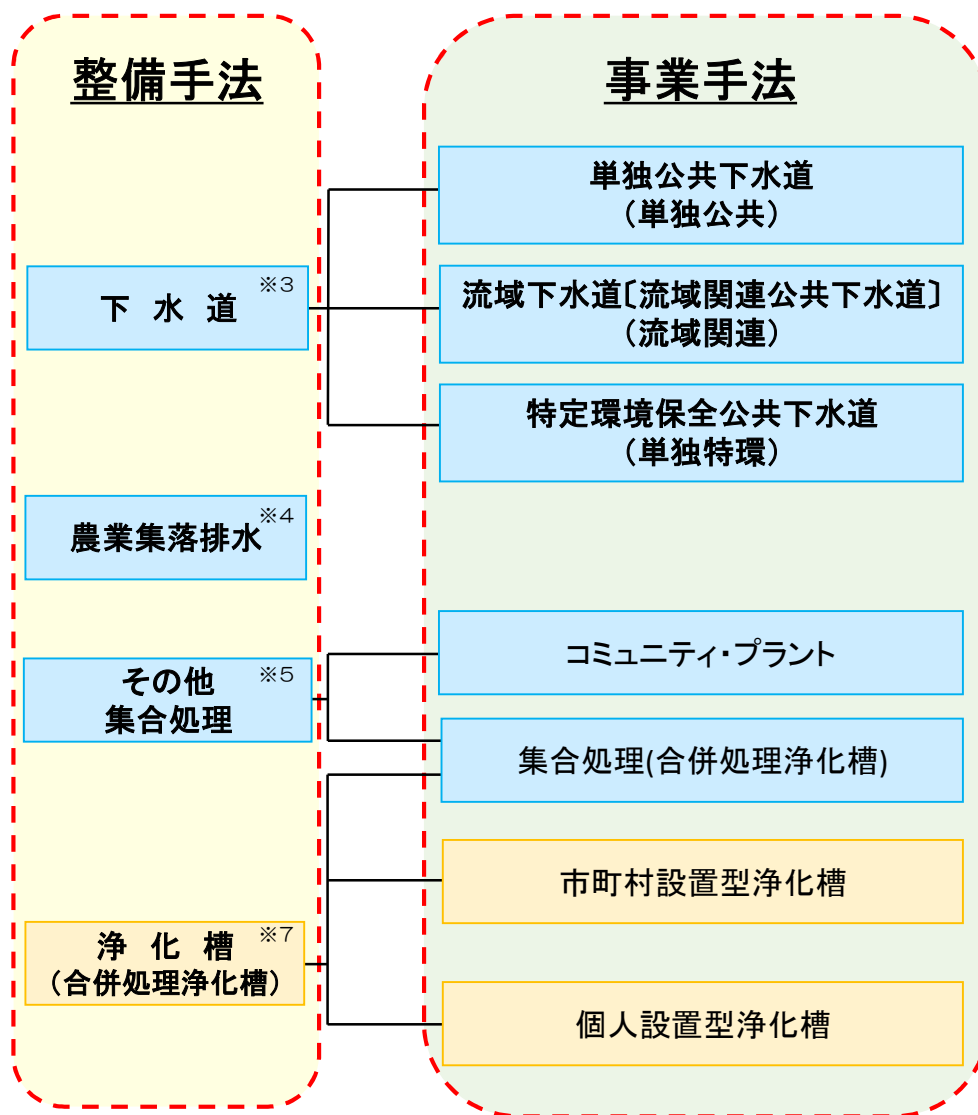 整備手法
下 水 道 ※3
農業集落排水 ※4
その他 ※5
集合処理
浄 化 槽 ※7
（合併処理浄化槽）
事業手法
単独公共下水道
（単独公共）
流域下水道〔流域関連公共下水道〕
（流域関連）
特定環境保全公共下水道
（単独特環）
コミュニティ・プラント
集合処理(合併処理浄化槽)
市町村設置型浄化槽
個人設置型浄化槽